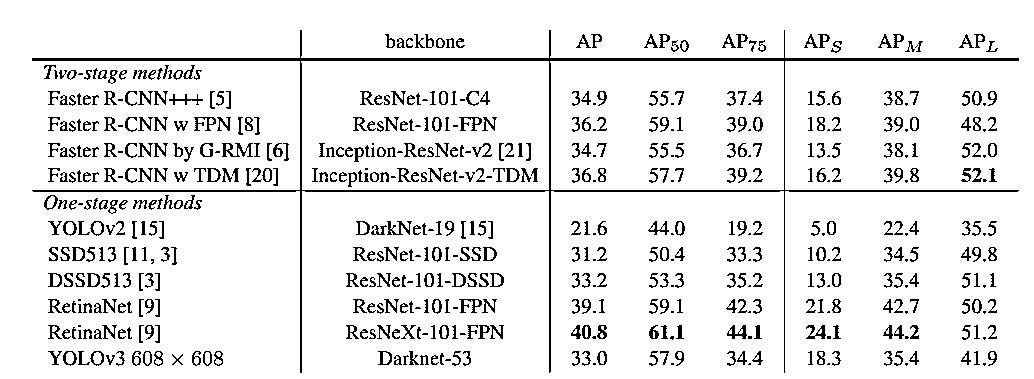 backbone AP AP50 AP75 APS APM APL
Two-stage methods
Faster R-CNN+++ [5] ResNet-101-C4 34.9 55.7 37.4 15.6 38.7 50.9
Faster R-CNN w FPN [8] ResNet-101-FPN 36.2 59.1 39.0 18.2 39.0 48.2
Faster R-CNN by G-RMI [6] Inception-ResNet-v2 [21] 34.7 55.5 36.7 13.5 38.1 52.0
Faster R-CNN w TDM [20] Inception-ResNet-v2-TDM 36.8 57.7 39.2 16.2 39.8 52.1
One-stage methods
YOLOv2 [15] DarkNet-19 [15] 21.6 44.0 19.2 5.0 22.4 35.5
SSD513 [11, 3] ResNet-101-SSD 31.2 50.4 33.3 10.2 34.5 49.8
DSSD513 [3] ResNet-101-DSSD 33.2 53.3 35.2 13.0 35.4 51.1
RetinaNet [9] ResNet-101-FPN 39.1 59.1 42.3 21.8 42.7 50.2
RetinaNet [9] ResNeXt-101-FPN 40.8 61.1 44.1 24.1 44.2 51.2
YOLOv3 608 × 608 Darknet-53 33.0 57.9 34.4 18.3 35.4 41.9